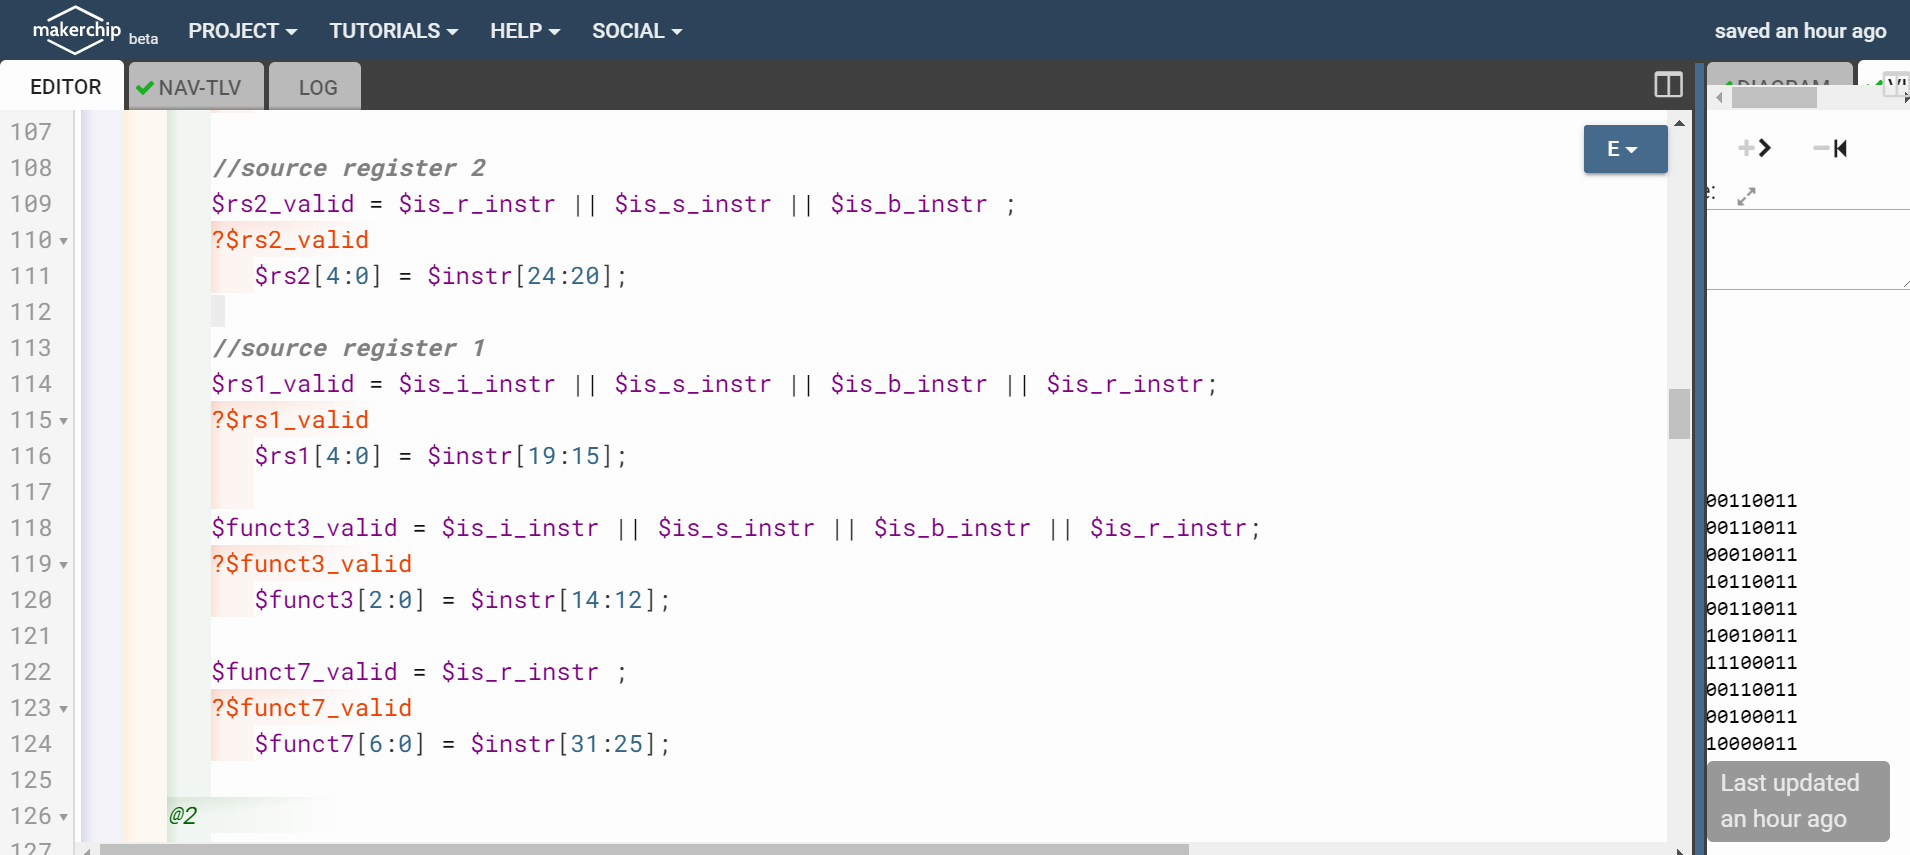 makerchip beta PROJECT TUTORIALS HELP SOCIAL saved an hour ago
EDITOR NAV-TLV LOG DIAGRAM
107
108 //source register 2
109 $rs2_valid = $is_r_instr || $is_s_instr || $is_b_instr ;
110 ?$rs2_valid
111 $rs2[4:0] = $instr[24:20];
112
113 //source register 1
114 $rs1_valid = $is_i_instr || $is_s_instr || $is_b_instr || $is_r_instr;
115 ?$rs1_valid
116 $rs1[4:0] = $instr[19:15];
117
118 $funct3_valid = $is_i_instr || $is_s_instr || $is_b_instr || $is_r_instr;
119 ?$funct3_valid
120 $funct3[2:0] = $instr[14:12];
121
122 $funct7_valid = $is_r_instr ;
123 ?$funct7_valid
124 $funct7[6:0] = $instr[31:25];
125
126 @2
127
E
00110011
00110011
00010011
10110011
00110011
10010011
11100011
00110011
00100011
10000011
Last updated
an hour ago